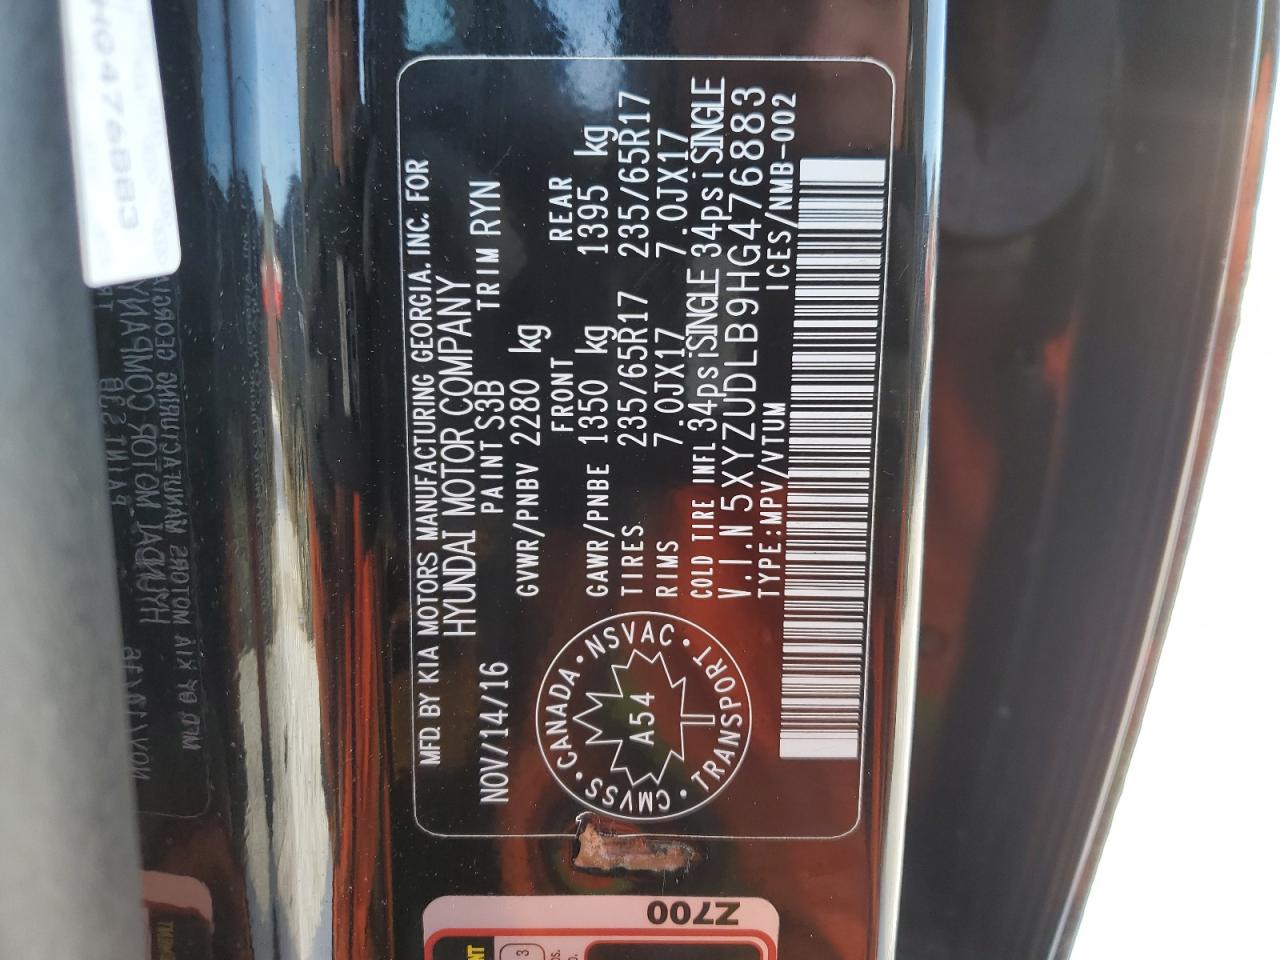 MFD BY KIA MOTORS MANUFACTURING GEORGIA, INC. FOR
HYUNDAI MOTOR COMPANY
NOV/14/16 PAINT S3B TRIM RYN
GVWR/PNBV 2280 kg
FRONT REAR
GAWR/PNBE 1350 kg 1395 kg
TIRES 235/65R17 235/65R17
RIMS 7.0JX17 7.0JX17
COLD TIRE INFL 34psiSINGLE 34psiSINGLE
V.I.N 5XYZUDLB9HG476883
TYPE:MPV/VTUM ICES/NMB-002
CANADA · NSVAC · TRANSPORT · CMVSS ·
A54
HG476883
Z700
3